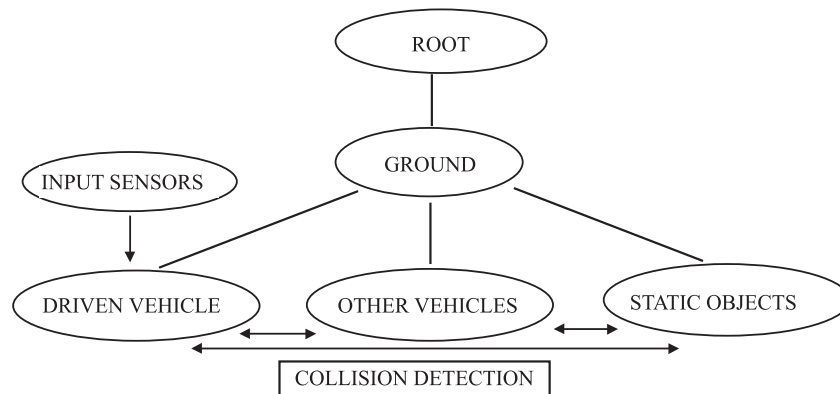 ROOT
GROUND
INPUT SENSORS
DRIVEN VEHICLE
OTHER VEHICLES
STATIC OBJECTS
COLLISION DETECTION